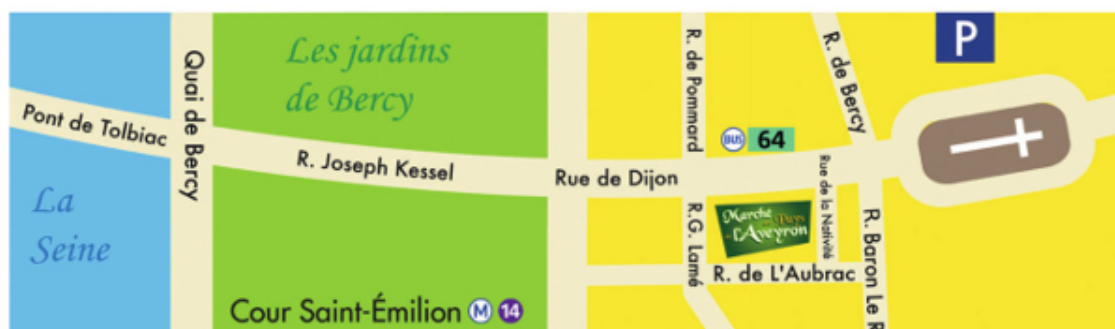 Pont de Tolbiac
La
Seine
Quai de Bercy
Les jardins
de Bercy
R. Joseph Kessel
Cour Saint-Émilion M 14
Rue de Dijon
R. de Pommard
BUS 64
R. de Bercy
P
R.G. Lamé
Marché
Pays
l'Aveyron
Rue de la Nativité
R. de L'Aubrac
R. Baron Le R